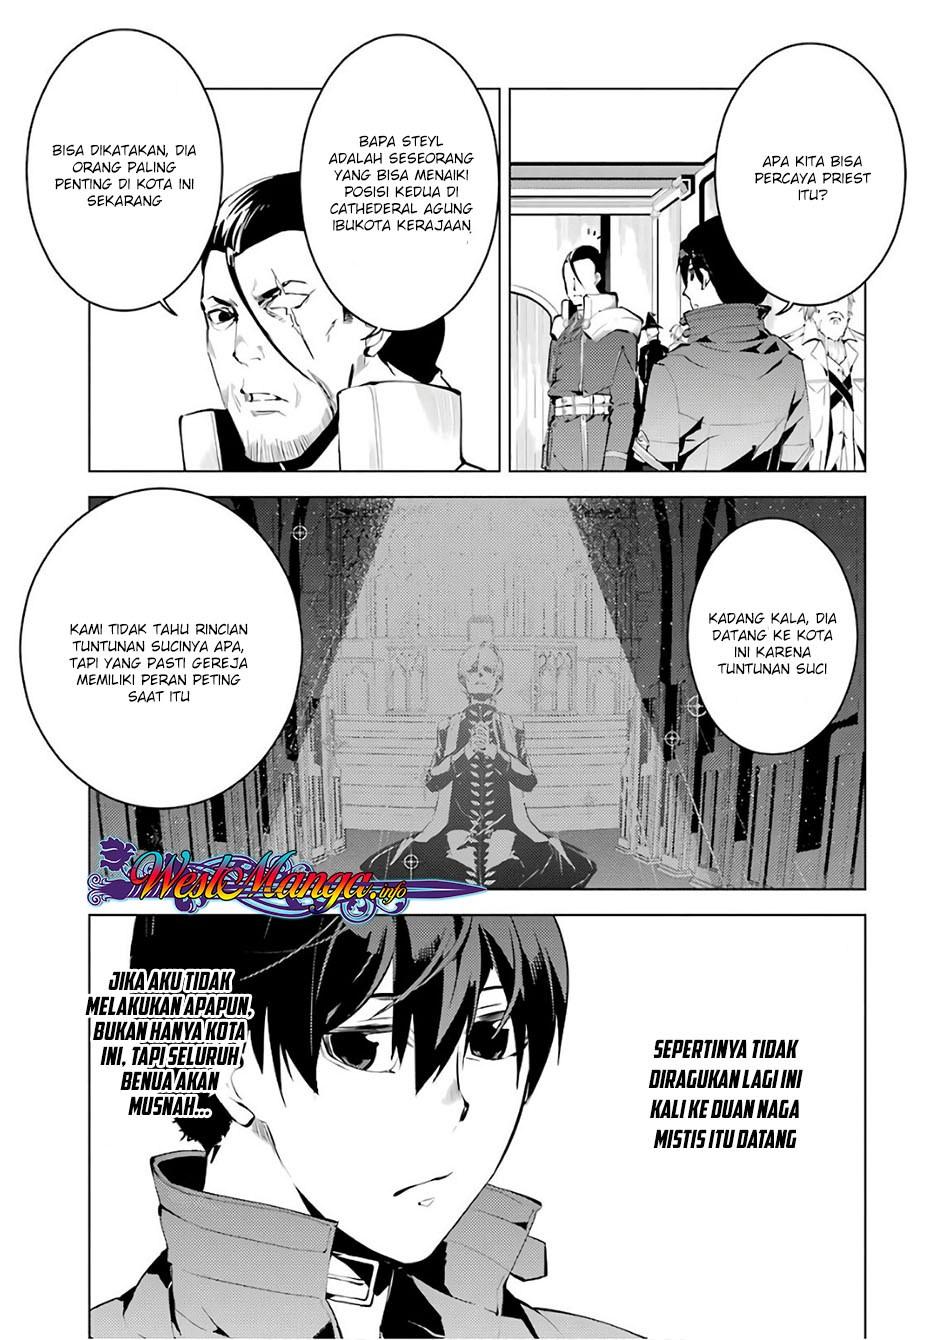 APA KITA BISA
PERCAYA PRIEST
ITU?
BAPA STEYL
ADALAH SESEORANG
YANG BISA MENAIKI
POSISI KEDUA DI
CATHEDERAL AGUNG
IBUKOTA KERAJAAN
BISA DIKATAKAN, DIA
ORANG PALING
PENTING DI KOTA INI
SEKARANG
KADANG KALA, DIA
DATANG KE KOTA
INI KARENA
TUNTUNAN SUCI
KAMI TIDAK TAHU RINCIAN
TUNTUNAN SUCINYA APA,
TAPI YANG PASTI GEREJA
MEMILIKI PERAN PETING
SAAT ITU
WestManga.info
SEPERTINYA TIDAK
DIRAGUKAN LAGI INI
KALI KE DUAN NAGA
MISTIS ITU DATANG
JIKA AKU TIDAK
MELAKUKAN APAPUN,
BUKAN HANYA KOTA
INI, TAPI SELURUH
BENUA AKAN
MUSNAH...